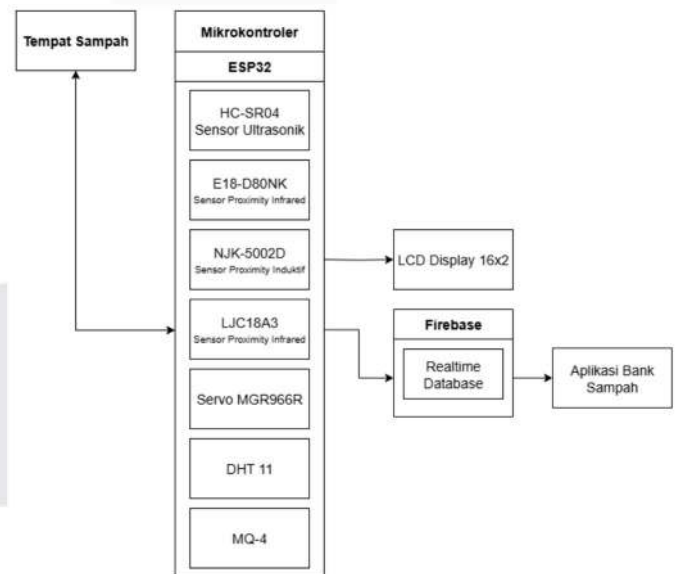 Tempat Sampah
Mikrokontroler
ESP32
HC-SR04
Sensor Ultrasonik
E18-D80NK
Sensor Proximity Infrared
NJK-5002D
Sensor Proximity Induktif
LJC18A3
Sensor Proximity Infrared
Servo MGR966R
DHT 11
MQ-4
LCD Display 16x2
Firebase
Realtime
Database
Aplikasi Bank
Sampah